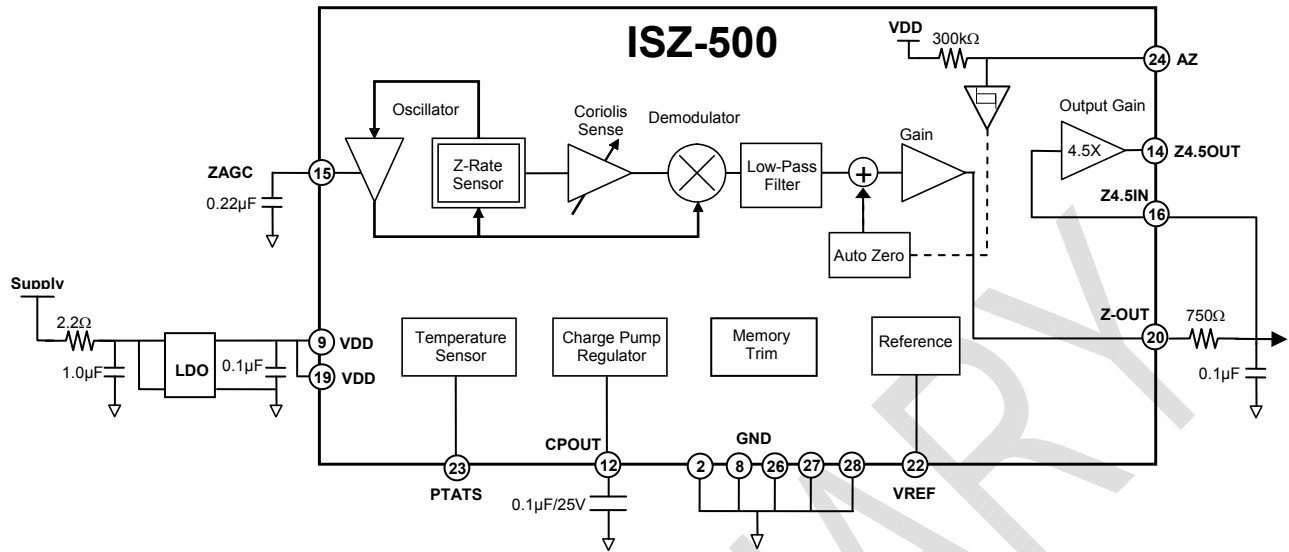 ISZ-500
VDD
300kΩ
24
AZ
Oscillator
Coriolis
Sense
Demodulator
Gain
Output Gain
ZAGC
15
0.22µF
Z-Rate
Sensor
Low-Pass
Filter
+
Auto Zero
4.5X
14
Z4.5OUT
Z4.5IN
16
Supply
2.2Ω
1.0µF
LDO
0.1µF
9
VDD
19
VDD
Temperature
Sensor
Charge Pump
Regulator
Memory
Trim
Reference
Z-OUT
20
750Ω
0.1µF
23
PTATS
CPOUT
12
0.1µF/25V
GND
2
8
26
27
28
22
VREF
ARY